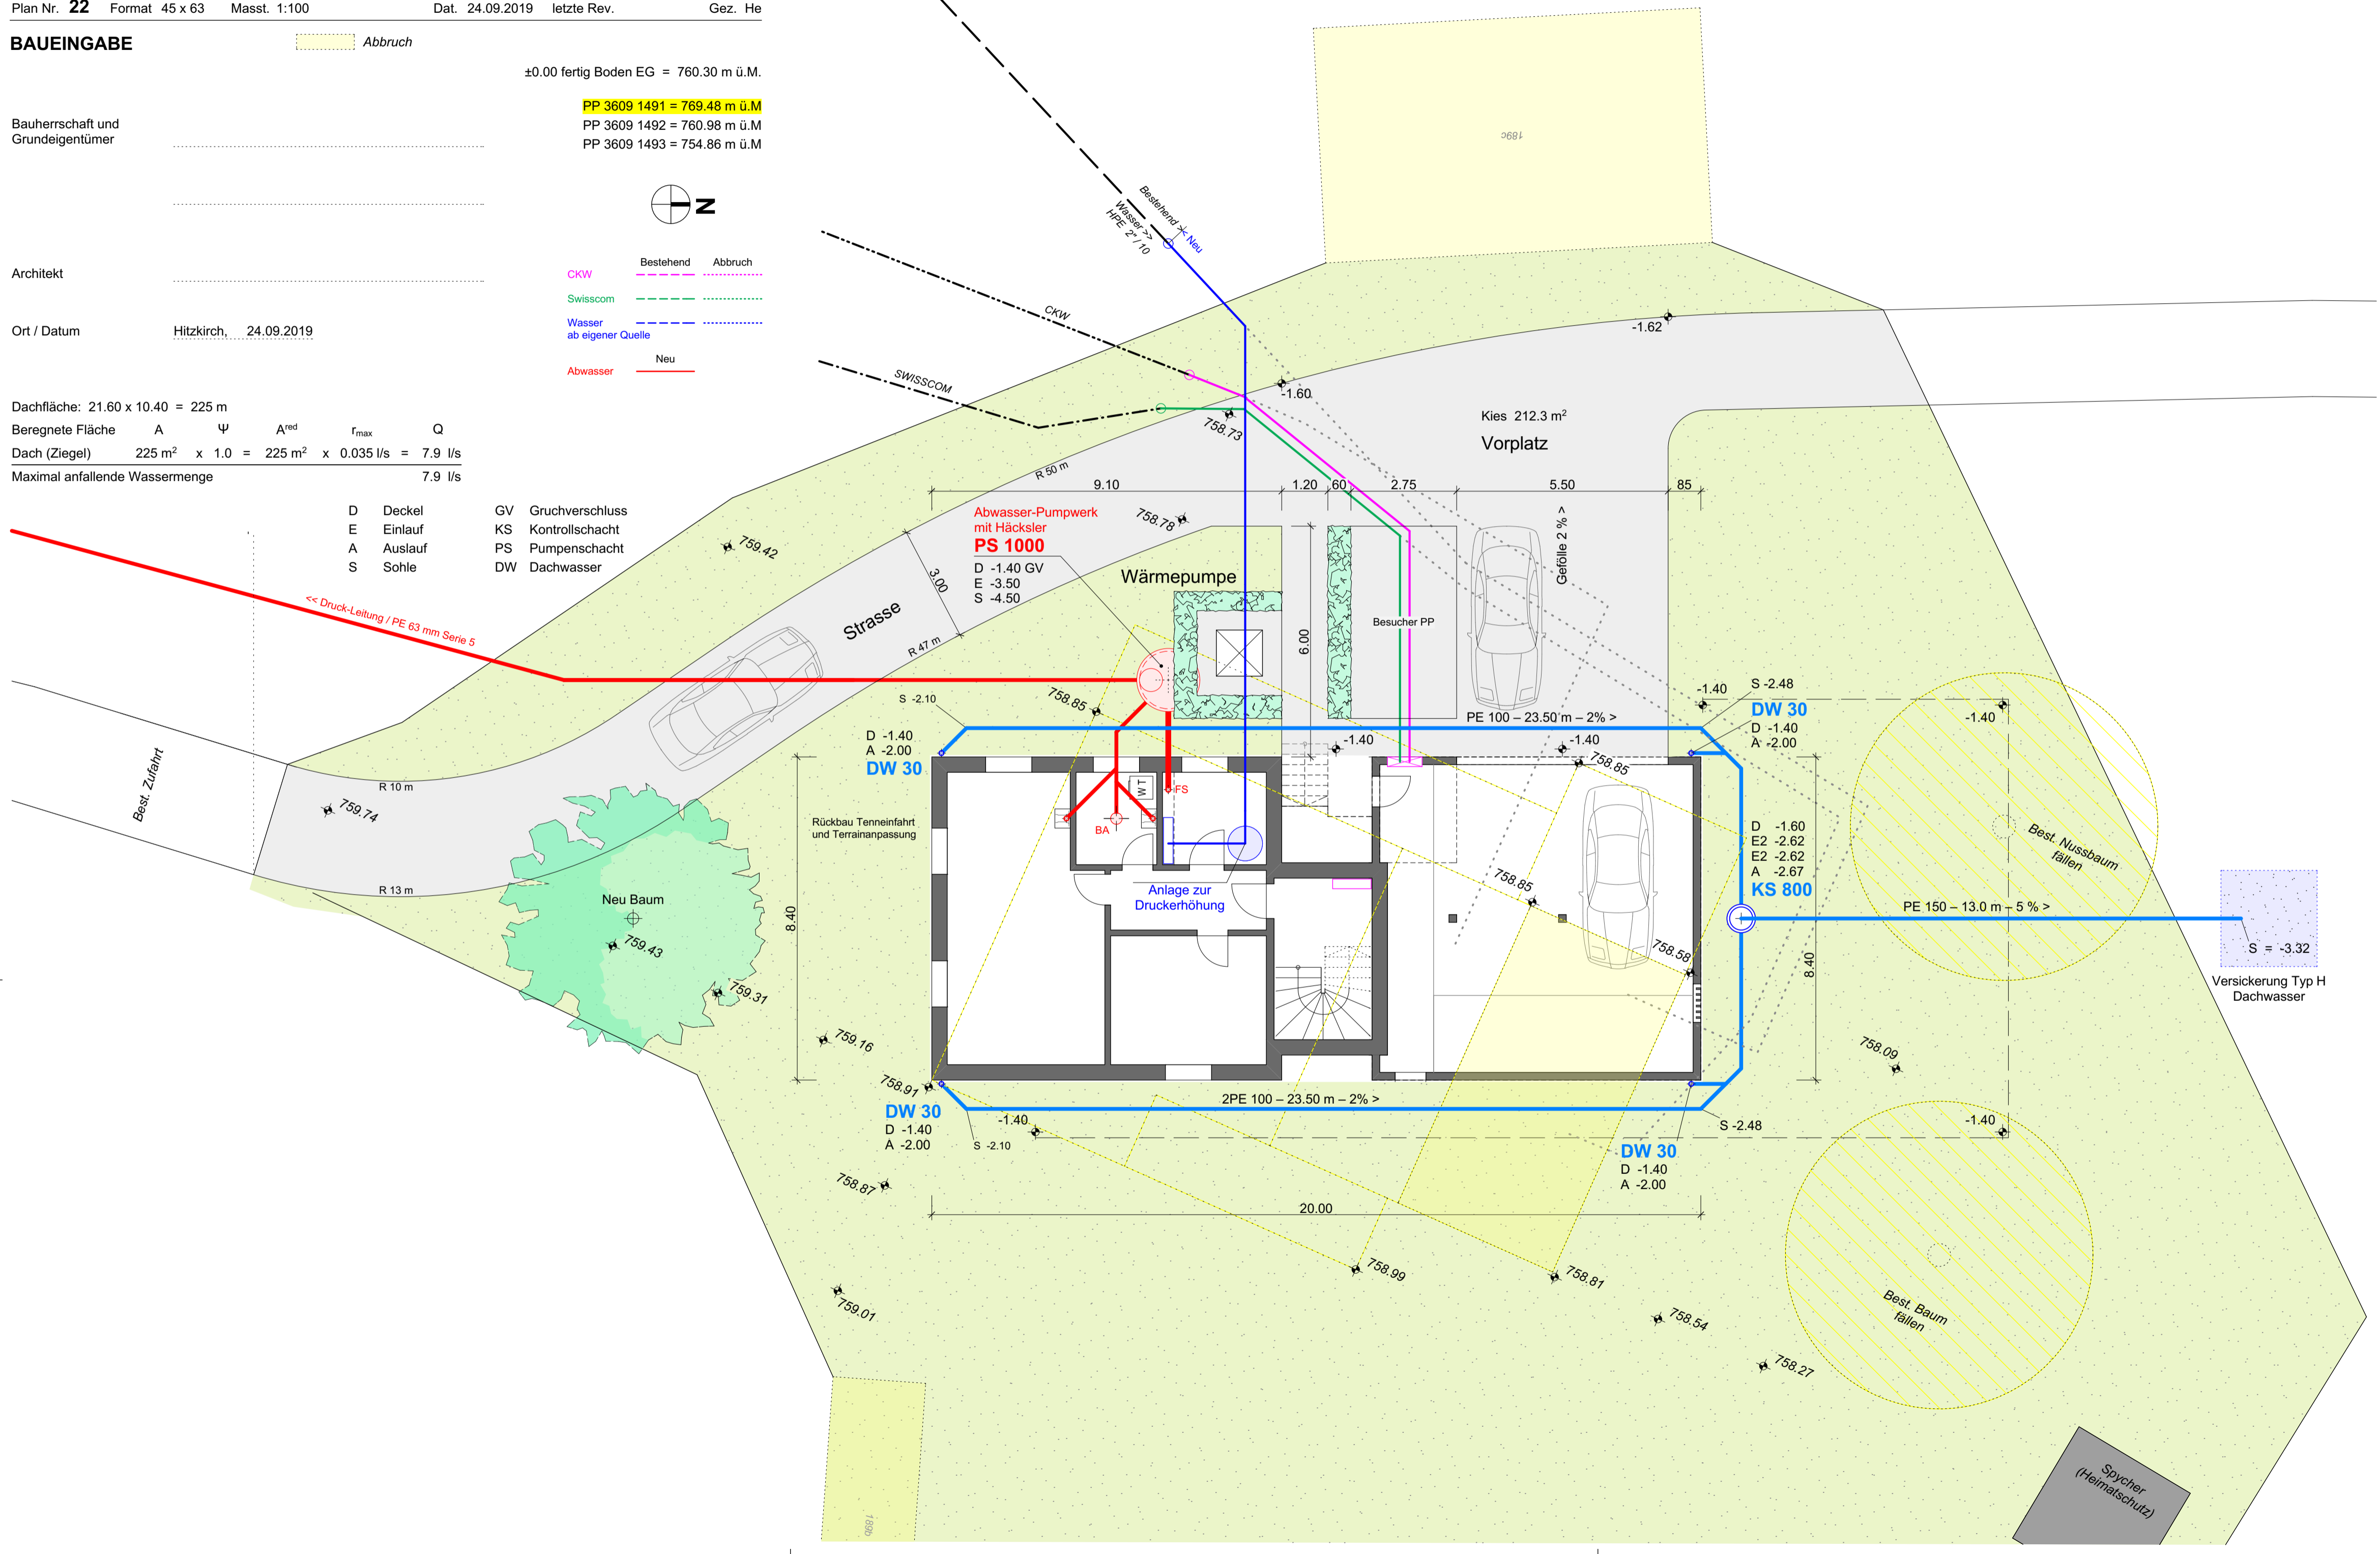 Plan Nr. 22 Format 45 x 63 Masst. 1:100 Dat. 24.09.2019 letzte Rev. Gez. He
BAUEINGABE
Abbruch
±0.00 fertig Boden EG = 760.30 m ü.M.
PP 3609 1491 = 769.48 m ü.M
PP 3609 1492 = 760.98 m ü.M
PP 3609 1493 = 754.86 m ü.M
Bauherrschaft und
Grundeigentümer
N
Architekt
Bestehend Abbruch
CKW
Swisscom
Wasser
ab eigener Quelle
Neu
Abwasser
Ort / Datum Hitzkirch, 24.09.2019
Dachfläche: 21.60 x 10.40 = 225 m
Beregnete Fläche A Ψ Ared rmax Q
Dach (Ziegel) 225 m2 x 1.0 = 225 m2 x 0.035 l/s = 7.9 l/s
Maximal anfallende Wassermenge 7.9 l/s
D Deckel GV Gruchverschluss
E Einlauf KS Kontrollschacht
A Auslauf PS Pumpenschacht
S Sohle DW Dachwasser
<< Druck-Leitung / PE 63 mm Serie 5
189c
Bestehend >
< Neu
Wasser >>
HPE 2" / 10
CKW
SWISSCOM
-1.62
-1.60
758.73
Kies 212.3 m2
Vorplatz
R 50 m
9.10
1.20
60
2.75
5.50
85
Abwasser-Pumpwerk
mit Häcksler
PS 1000
D -1.40 GV
E -3.50
S -4.50
758.78
759.42
3.00
Wärmepumpe
Strasse
R 47 m
6.00
Besucher PP
Gefölle 2 % >
758.85
S -2.10
D -1.40
A -2.00
DW 30
PE 100 – 23.50 m – 2% >
-1.40
S -2.48
DW 30
D -1.40
A -2.00
-1.40
-1.40
-1.40
758.85
Best. Zufahrt
R 10 m
759.74
R 13 m
Rückbau Tenneinfahrt
und Terrainanpassung
WT
FS
BA
Neu Baum
759.43
759.31
759.16
8.40
Anlage zur
Druckerhöhung
758.85
758.58
D -1.60
E2 -2.62
E2 -2.62
A -2.67
KS 800
8.40
Best. Nussbaum
fällen
PE 150 – 13.0 m – 5 % >
S = -3.32
Versickerung Typ H
Dachwasser
758.09
758.91
DW 30
D -1.40
A -2.00
S -2.10
-1.40
2PE 100 – 23.50 m – 2% >
S -2.48
DW 30
D -1.40
A -2.00
-1.40
758.87
20.00
758.99
758.81
759.01
758.54
758.27
Best. Baum
fällen
189b
Spycher
(Heimatschutz)